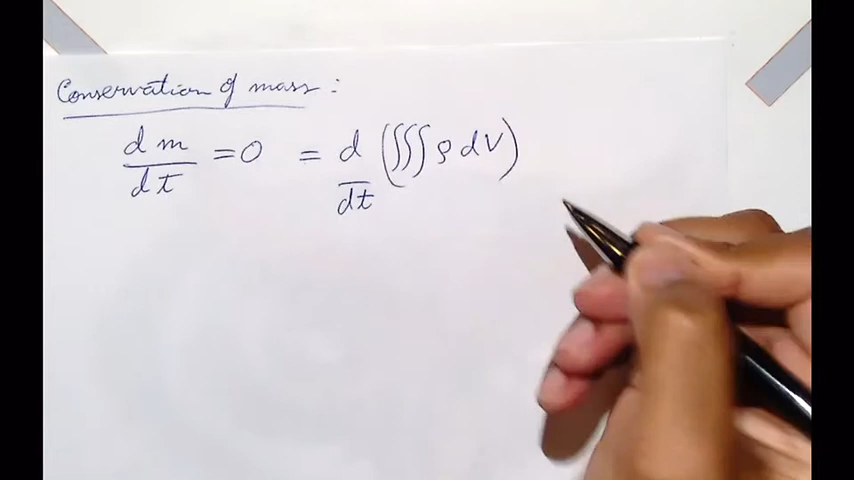 Conservation of mass :
dm/dt = 0 = d/dt (∭ ρ dV)